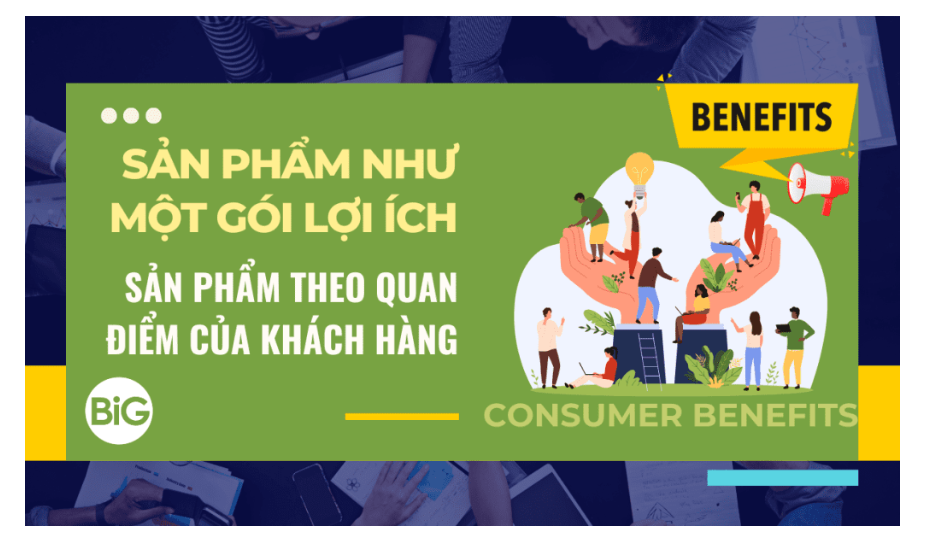 SẢN PHẨM NHƯ
MỘT GÓI LỢI ÍCH
SẢN PHẨM THEO QUAN
ĐIỂM CỦA KHÁCH HÀNG
BiG
BENEFITS
CONSUMER BENEFITS